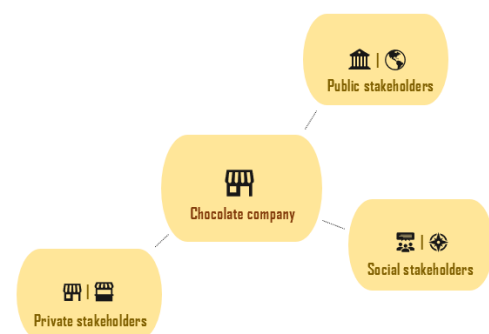 Public stakeholders
Chocolate company
Social stakeholders
Private stakeholders